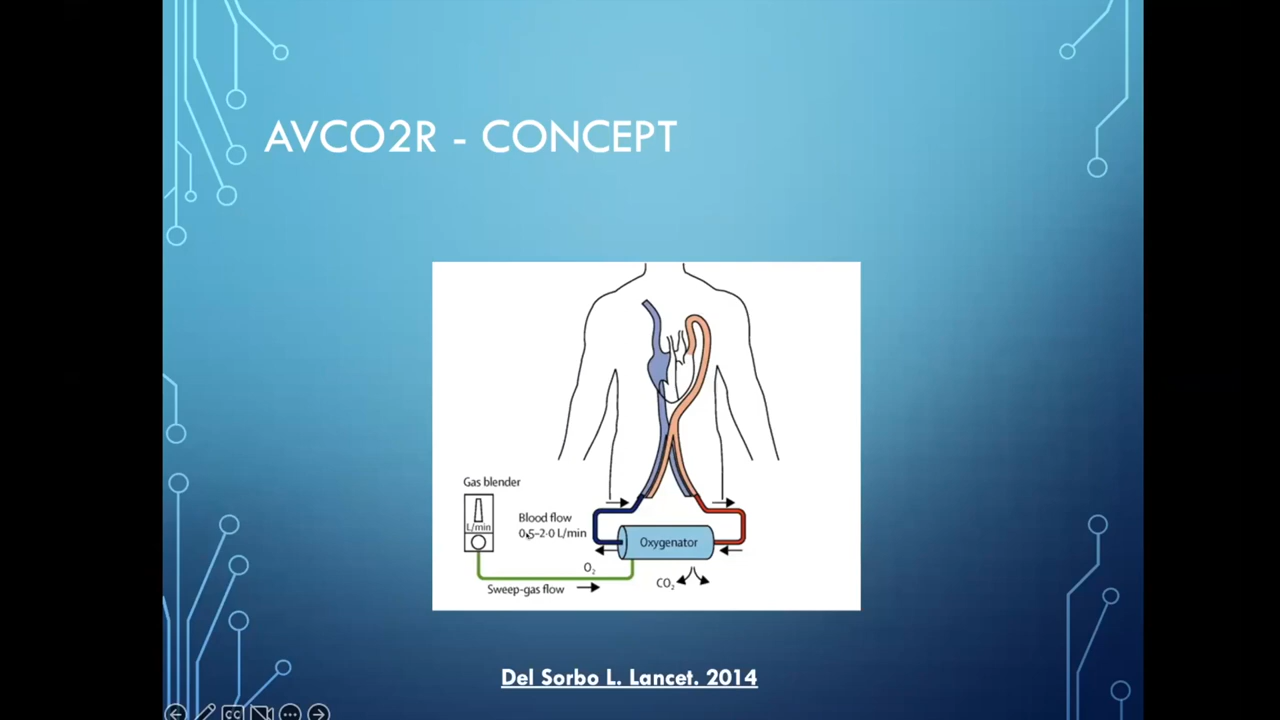 AVCO2R - CONCEPT
Gas blender
L/min
Blood flow
0·5–2·0 L/min
Oxygenator
O₂
CO₂
Sweep-gas flow
Del Sorbo L. Lancet. 2014
CC